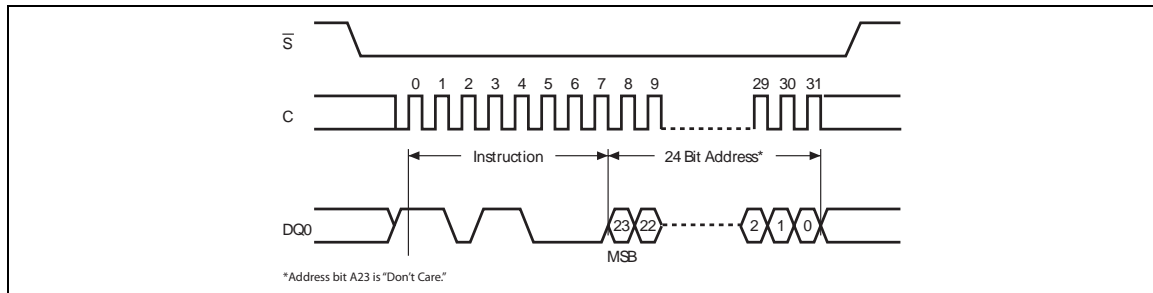 S
0 1 2 3 4 5 6 7 8 9 29 30 31
C
Instruction 24 Bit Address*
DQ0 23 22 2 1 0
MSB
*Address bit A23 is "Don't Care."